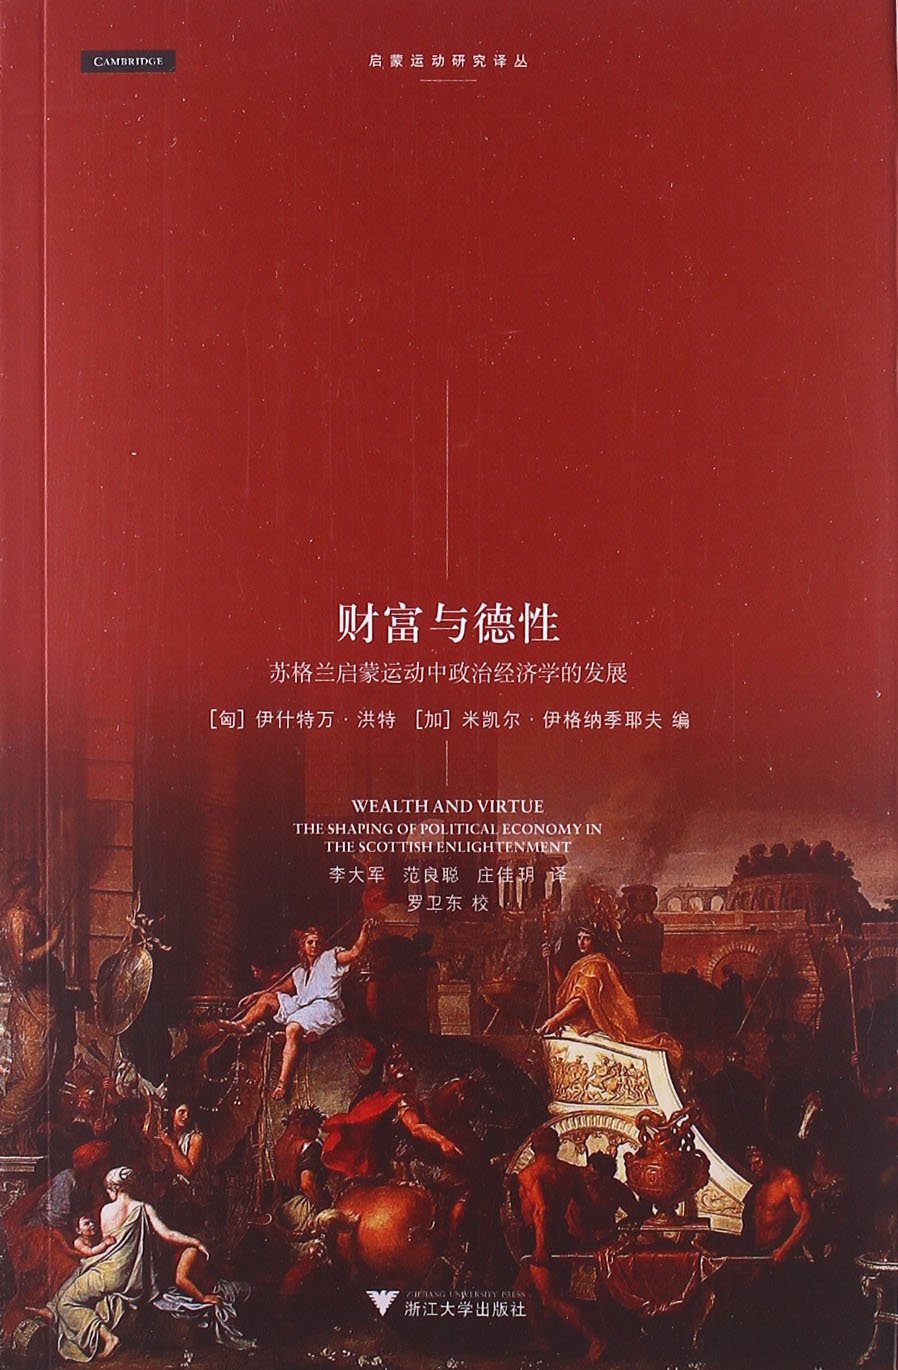 CAMBRIDGE
启蒙运动研究译丛
财富与德性
苏格兰启蒙运动中政治经济学的发展
[匈] 伊什特万·洪特 [加] 米凯尔·伊格纳季耶夫 编
WEALTH AND VIRTUE
THE SHAPING OF POLITICAL ECONOMY IN
THE SCOTTISH ENLIGHTENMENT
李大军 范良聪 庄佳玥 译
罗卫东 校
ZHEJIANG UNIVERSITY PRESS
浙江大学出版社